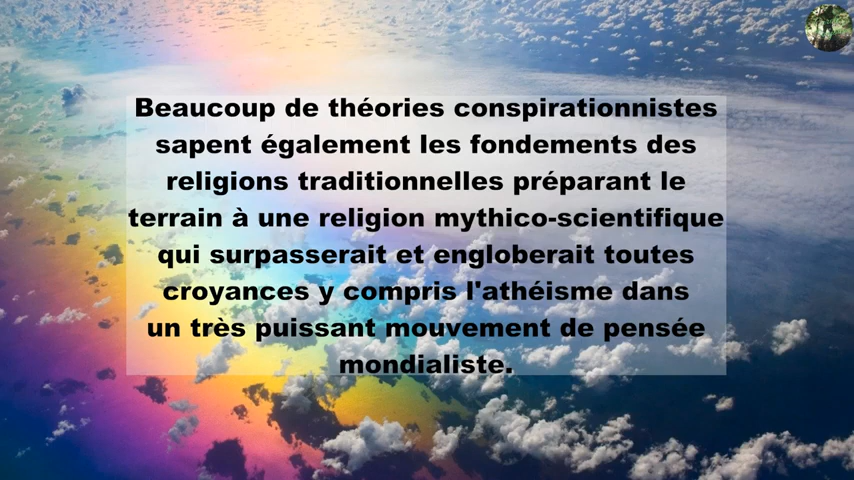 Beaucoup de théories conspirationnistes
sapent également les fondements des
religions traditionnelles préparant le
terrain à une religion mythico-scientifique
qui surpasserait et engloberait toutes
croyances y compris l'athéisme dans
un très puissant mouvement de pensée
mondialiste.